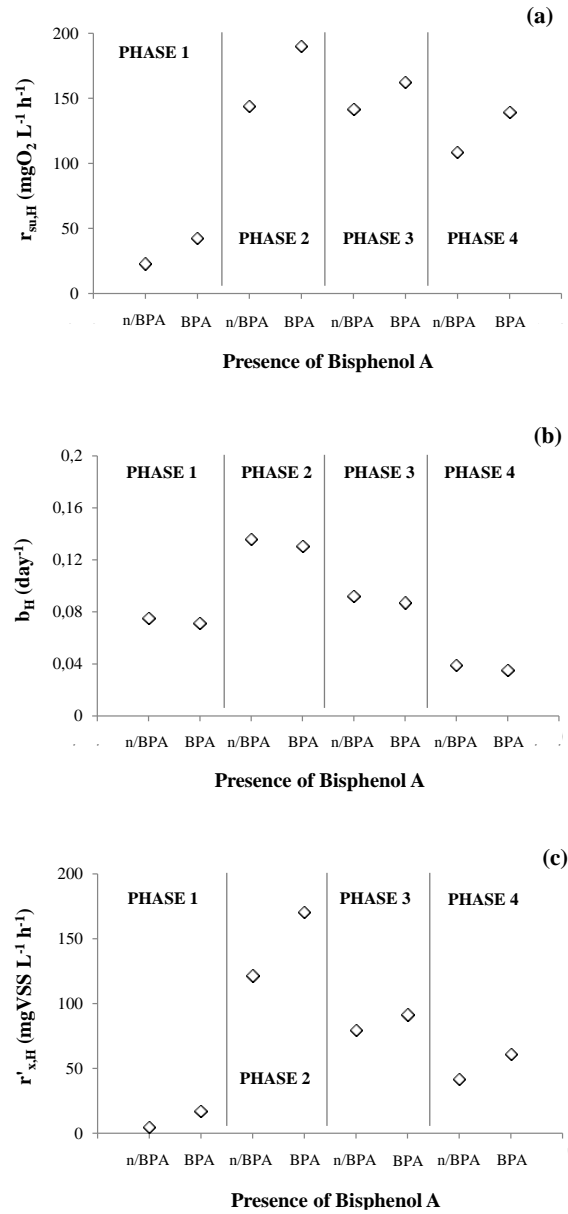 (a)
200
150
100
50
0
r_su,H (mgO₂ L⁻¹ h⁻¹)
PHASE 1
PHASE 2
PHASE 3
PHASE 4
n/BPA BPA n/BPA BPA n/BPA BPA n/BPA BPA
Presence of Bisphenol A
(b)
0,2
0,16
0,12
0,08
0,04
0
b_H (day⁻¹)
PHASE 1 PHASE 2 PHASE 3 PHASE 4
n/BPA BPA n/BPA BPA n/BPA BPA n/BPA BPA
Presence of Bisphenol A
(c)
200
150
100
50
0
r'_x,H (mgVSS L⁻¹ h⁻¹)
PHASE 1
PHASE 2
PHASE 3
PHASE 4
n/BPA BPA n/BPA BPA n/BPA BPA n/BPA BPA
Presence of Bisphenol A